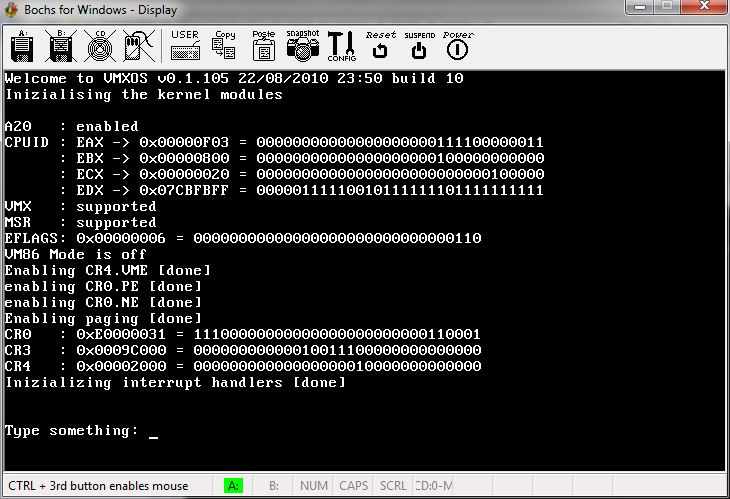 Bochs for Windows - Display
A: B: CD USER Copy Paste snapshot CONFIG Reset SUSPEND Power
Welcome to VMXOS v0.1.105 22/08/2010 23:50 build 10
Inizialising the kernel modules
A20   : enabled
CPUID : EAX -> 0x00000F03 = 00000000000000000000111100000011
: EBX -> 0x00000800 = 00000000000000000000100000000000
: ECX -> 0x00000020 = 00000000000000000000000000100000
: EDX -> 0x07CBFBFF = 00000111110010111111101111111111
VMX   : supported
MSR   : supported
EFLAGS: 0x00000006 = 00000000000000000000000000000110
VM86 Mode is off
Enabling CR4.VME [done]
enabling CR0.PE [done]
enabling CR0.NE [done]
Enabling paging [done]
CR0   : 0xE0000031 = 11100000000000000000000000110001
CR3   : 0x0009C000 = 00000000000010011100000000000000
CR4   : 0x00002000 = 00000000000000000010000000000000
Inizializing interrupt handlers [done]
Type something: _
CTRL + 3rd button enables mouse A: B: NUM CAPS SCRL CD:0-M